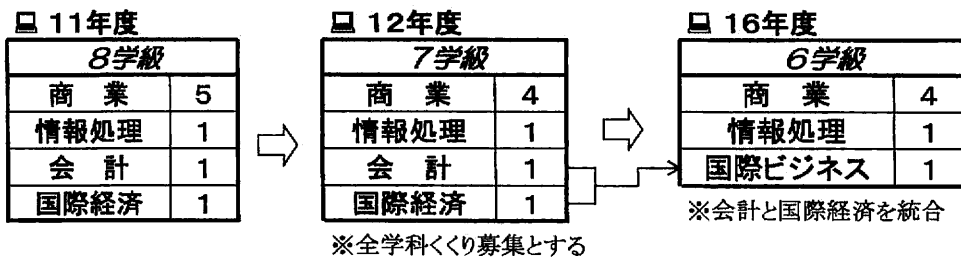 11年度
8学級
商業 5
情報処理 1
会計 1
国際経済 1
12年度
7学級
商業 4
情報処理 1
会計 1
国際経済 1
※全学科くくり募集とする
16年度
6学級
商業 4
情報処理 1
国際ビジネス 1
※会計と国際経済を統合